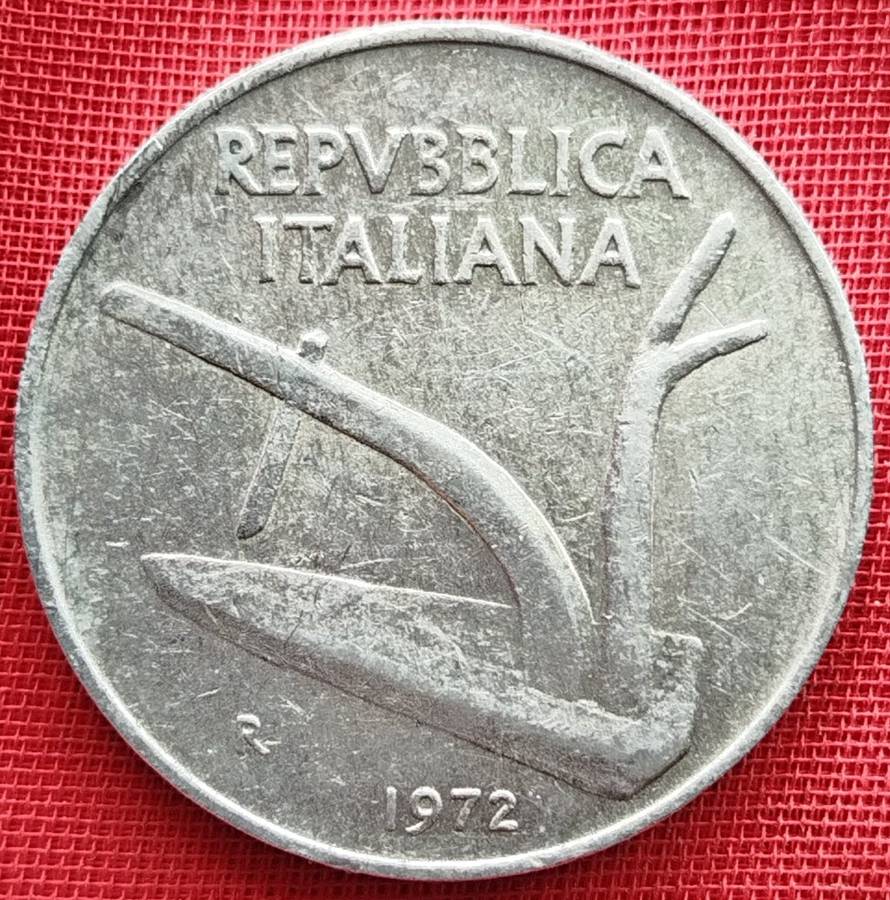 REPVBBLICA
ITALIANA
R
1972